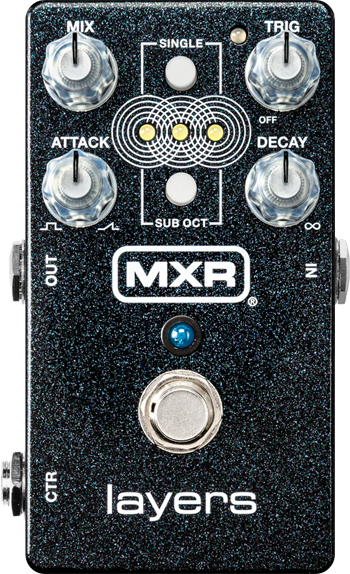 MIX
SINGLE
TRIG
OFF
ATTACK
DECAY
SUB OCT
∞
OUT
MXR®
IN
CTR
layers